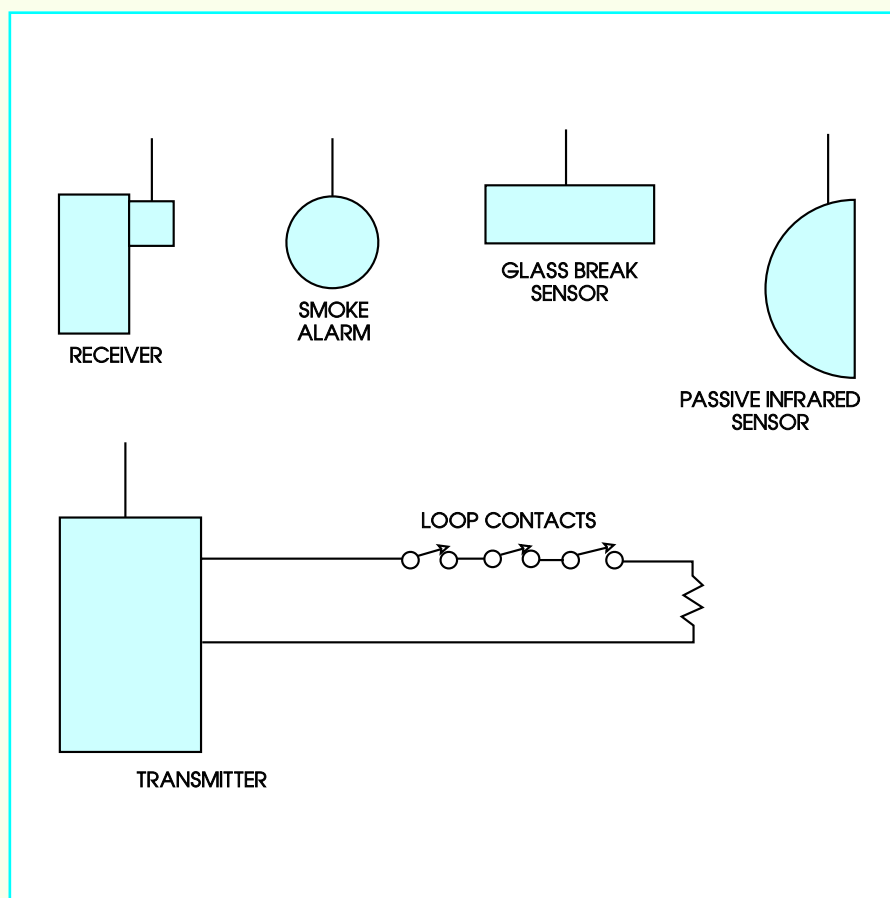 RECEIVER
SMOKE
ALARM
GLASS BREAK
SENSOR
PASSIVE INFRARED
SENSOR
LOOP CONTACTS
TRANSMITTER